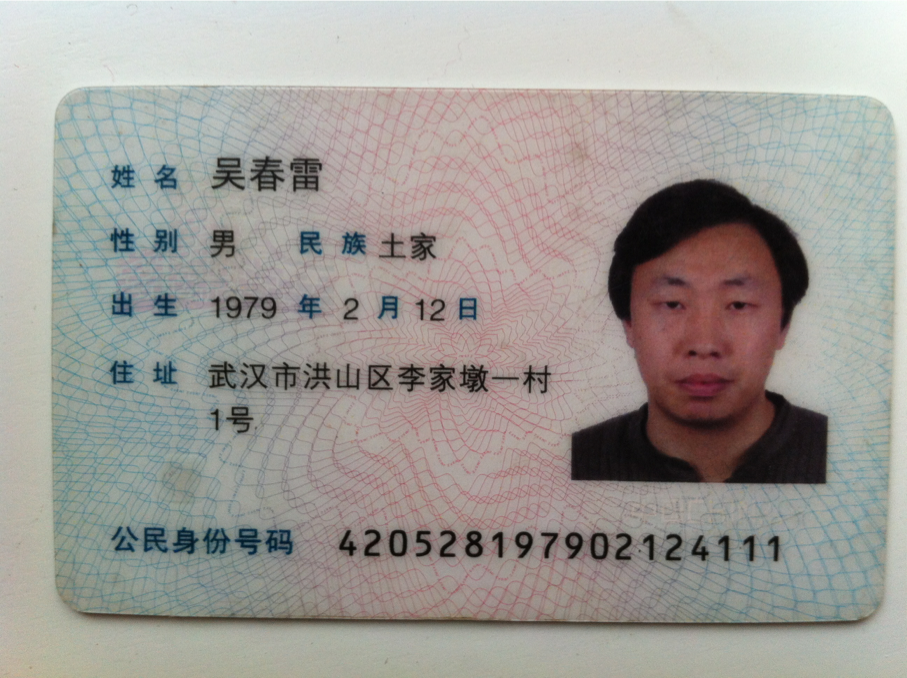 姓名 吴春雷
性别 男 民族 土家
出生 1979 年 2 月 12 日
住址 武汉市洪山区李家墩一村
1号
公民身份号码 420528197902124111